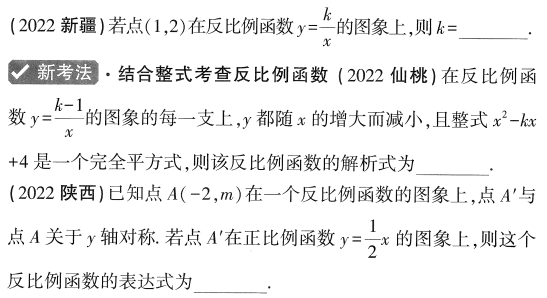 (2022 新疆)若点(1,2)在反比例函数 y=k/x的图象上,则 k=______.
✓ 新考法·结合整式考查反比例函数 (2022 仙桃)在反比例函
数 y=(k-1)/x的图象的每一支上,y 都随 x 的增大而减小,且整式 x²-kx
+4 是一个完全平方式,则该反比例函数的解析式为______.
(2022 陕西)已知点 A(-2,m)在一个反比例函数的图象上,点 A′与
点 A 关于 y 轴对称. 若点 A′在正比例函数 y=1/2x 的图象上,则这个
反比例函数的表达式为______.